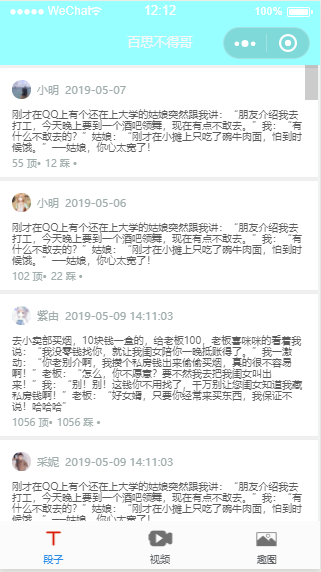 WeChat 12:12 100%
百思不得哥
小明 2019-05-07
刚才在QQ上有个还在上大学的姑娘突然跟我讲：“朋友介绍我去
打工，今天晚上要到一个酒吧领舞，现在有点不敢去。”我：“有
什么不敢去的？”姑娘：“今个在小摊上只吃了碗牛肉面，怕到时
候饿。”──姑娘，你心太宽了！
55 顶• 12 踩 •
小明 2019-05-06
刚才在QQ上有个还在上大学的姑娘突然跟我讲：“朋友介绍我去
打工，今天晚上要到一个酒吧领舞，现在有点不敢去。”我：“有
什么不敢去的？”姑娘：“今个在小摊上只吃了碗牛肉面，怕到时
候饿。”──姑娘，你心太宽了！
102 顶• 22 踩 •
紫由 2019-05-09 14:11:03
去小卖部买烟，10块钱一盒的，给老板100，老板喜咪咪的看着我
说：“我没零钱找你，就让我闺女陪你一晚抵账得了。”我一激
动：“你老别介啊，我攒个私房钱出来偷偷买烟，真的很不容易
啊！”老板：“怎么，你不愿意？要不然我去把我闺女叫出
来！”我：“别！别！这钱你不用找了，千万别让您闺女知道我藏
私房钱啊！”老板：“好女婿，只要你经常来买东西，我保证不
说！哈哈哈”
1056 顶• 1056 踩 •
采妮 2019-05-09 14:11:03
刚才在QQ上有个还在上大学的姑娘突然跟我讲：“朋友介绍我去
打工，今天晚上要到一个酒吧领舞，现在有点不敢去。”我：“有
什么不敢去的？”姑娘：“今个在小摊上只吃了碗牛肉面，怕到时
候饿。”──姑娘，你心太宽了！
段子 视频 趣图